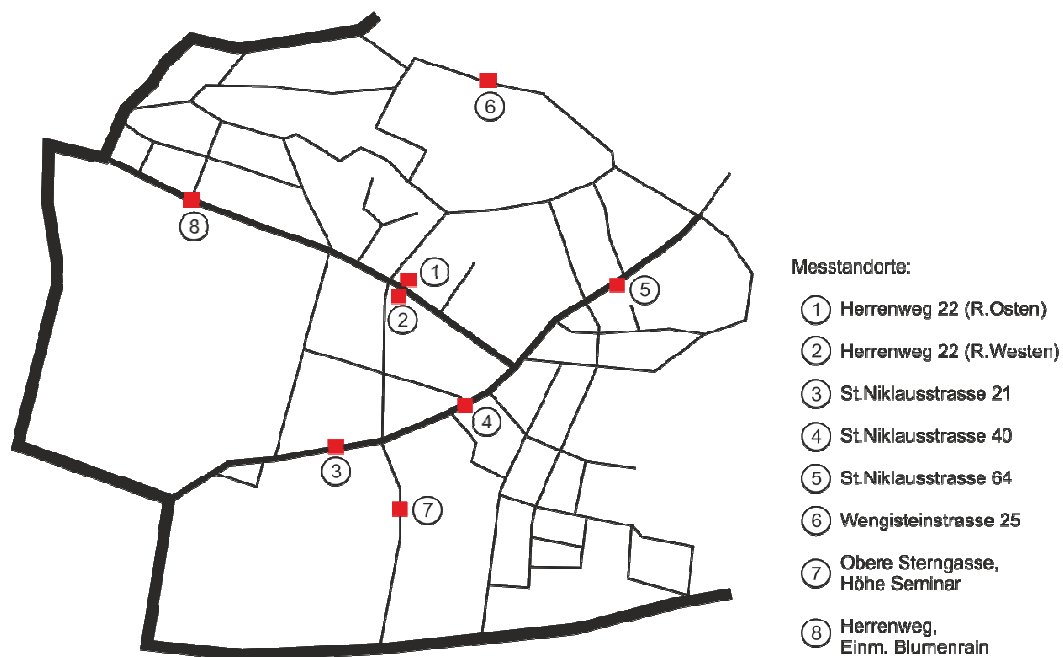 6
8
1
2
5
4
3
7
Messtandorte:
1 Herrenweg 22 (R.Osten)
2 Herrenweg 22 (R.Westen)
3 St.Niklausstrasse 21
4 St.Niklausstrasse 40
5 St.Niklausstrasse 64
6 Wengisteinstrasse 25
7 Obere Sterngasse,
Höhe Seminar
8 Herrenweg,
Einm. Blumenrain